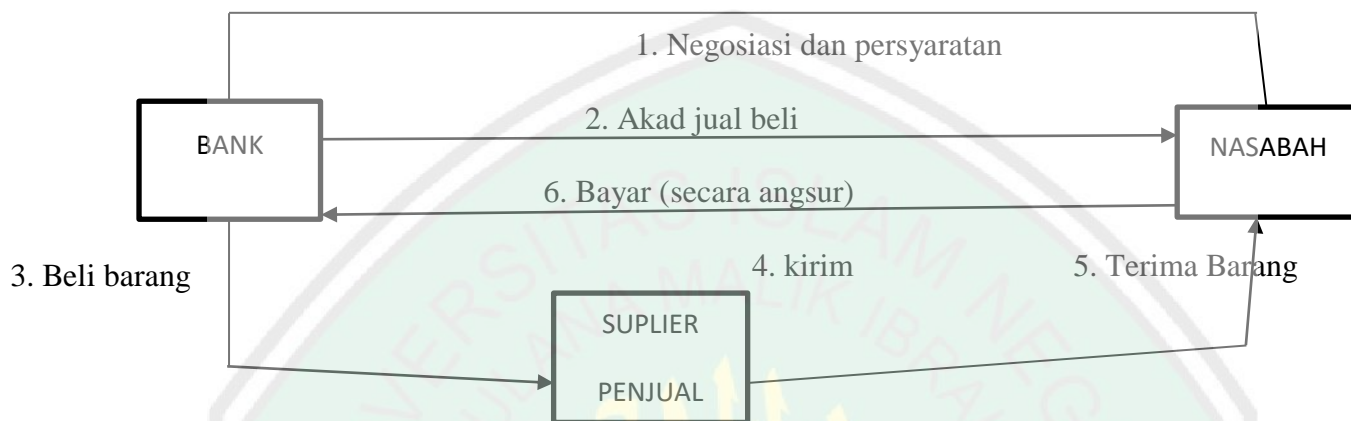 1. Negosiasi dan persyaratan
BANK
2. Akad jual beli
NASABAH
6. Bayar (secara angsur)
3. Beli barang
4. kirim
5. Terima Barang
SUPLIER
PENJUAL